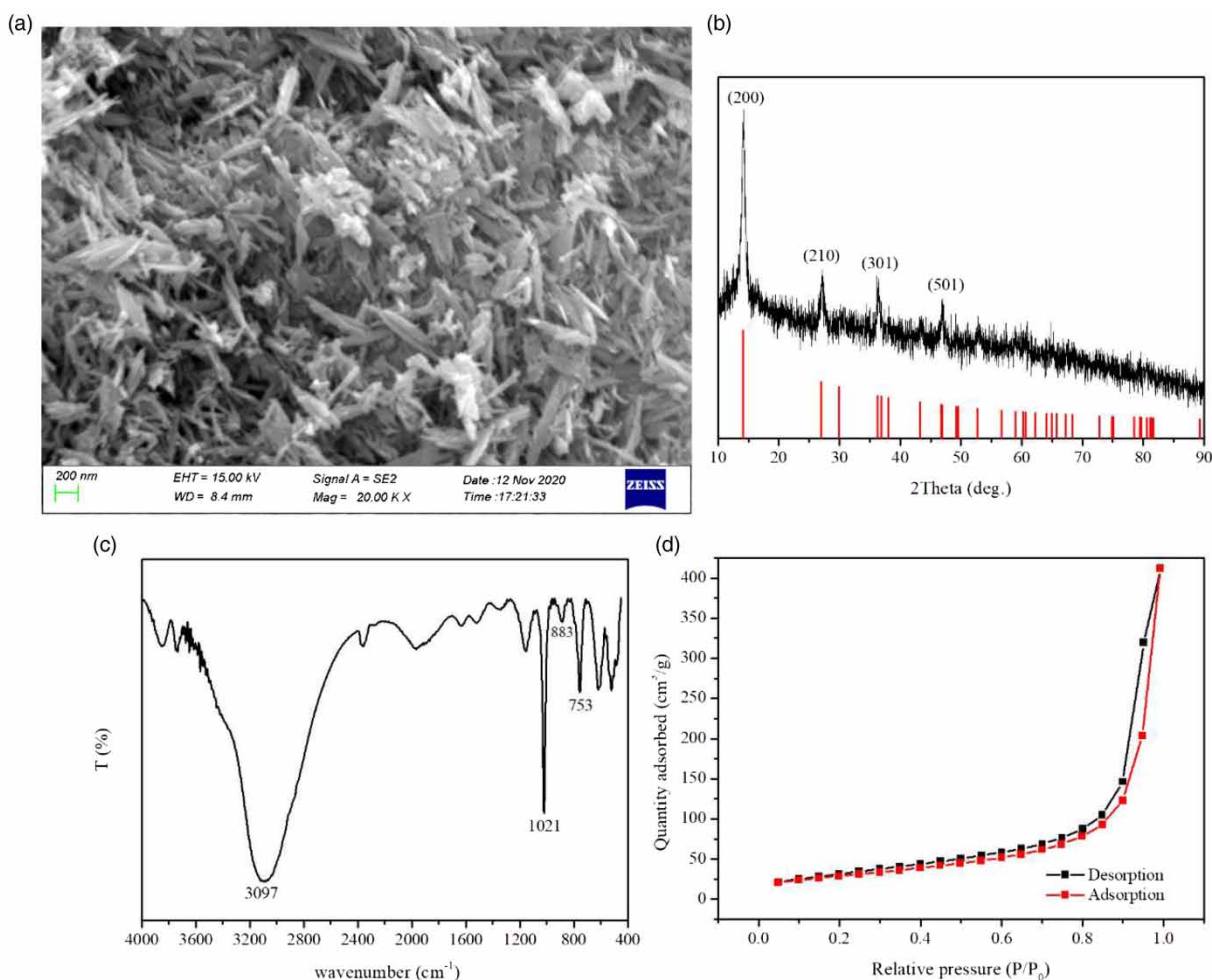 (a)
200 nm
EHT = 15.00 kV
Signal A = SE2
Date :12 Nov 2020
WD = 8.4 mm
Mag = 20.00 K X
Time :17:21:33
ZEISS
(b)
(200)
(210)
(301)
(501)
10 20 30 40 50 60 70 80 90
2Theta (deg.)
(c)
T (%)
3097
1021
883
753
4000 3600 3200 2800 2400 2000 1600 1200 800 400
wavenumber (cm⁻¹)
(d)
Quantity adsorbed (cm³/g)
400
350
300
250
200
150
100
50
0
Desorption
Adsorption
0.0 0.2 0.4 0.6 0.8 1.0
Relative pressure (P/P₀)